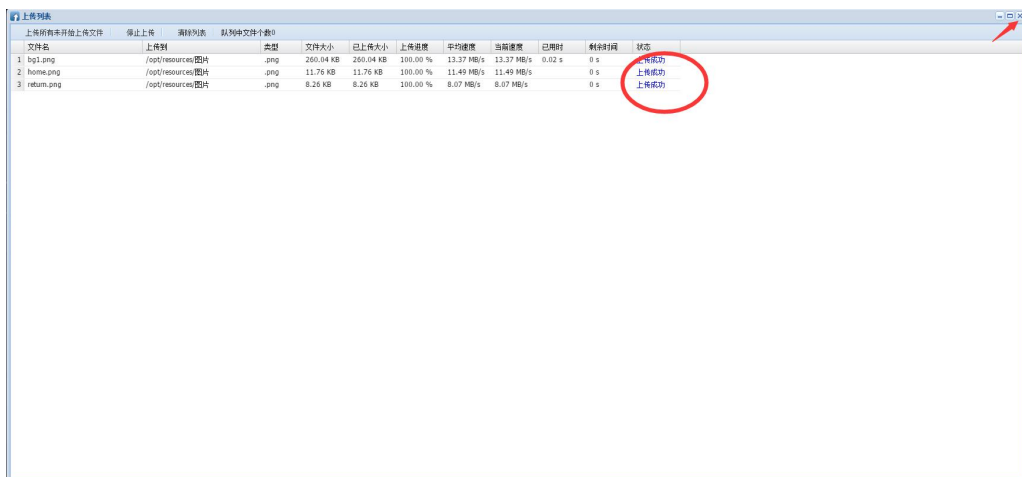 上传列表
上传所有未开始上传文件 停止上传 清除列表 队列中文件个数0
文件名 上传到 类型 文件大小 已上传大小 上传进度 平均速度 当前速度 已用时 剩余时间 状态
1 bg1.png /opt/resources/图片 .png 260.04 KB 260.04 KB 100.00 % 13.37 MB/s 13.37 MB/s 0.02 s 0 s 上传成功
2 home.png /opt/resources/图片 .png 11.76 KB 11.76 KB 100.00 % 11.49 MB/s 11.49 MB/s 0 s 上传成功
3 return.png /opt/resources/图片 .png 8.26 KB 8.26 KB 100.00 % 8.07 MB/s 8.07 MB/s 0 s 上传成功